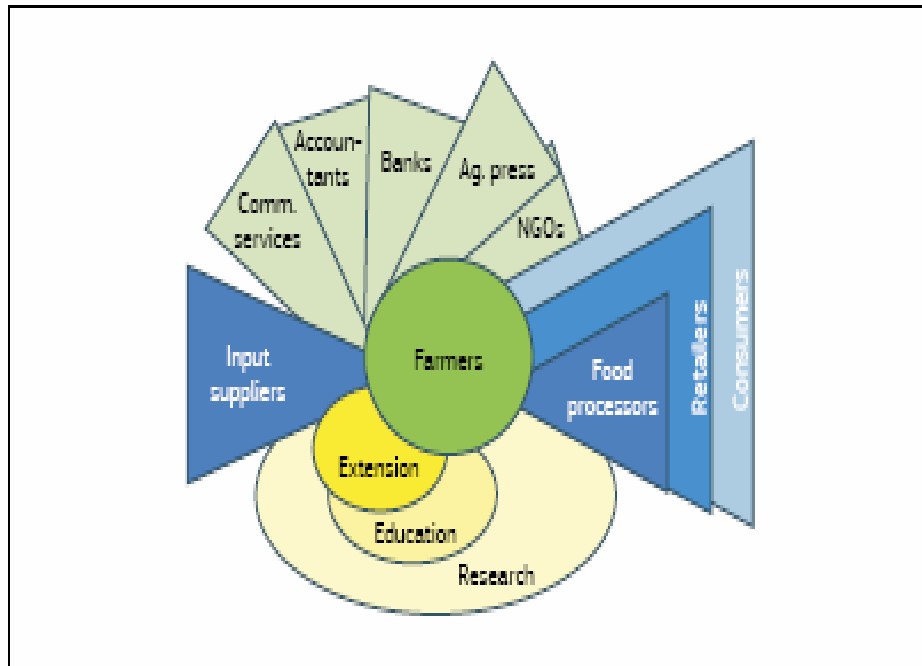 Accoun-
tants
Banks
Ag. press
Comm.
services
NGOs
Input
suppliers
Farmers
Food
processors
Retailers
Consumers
Extension
Education
Research